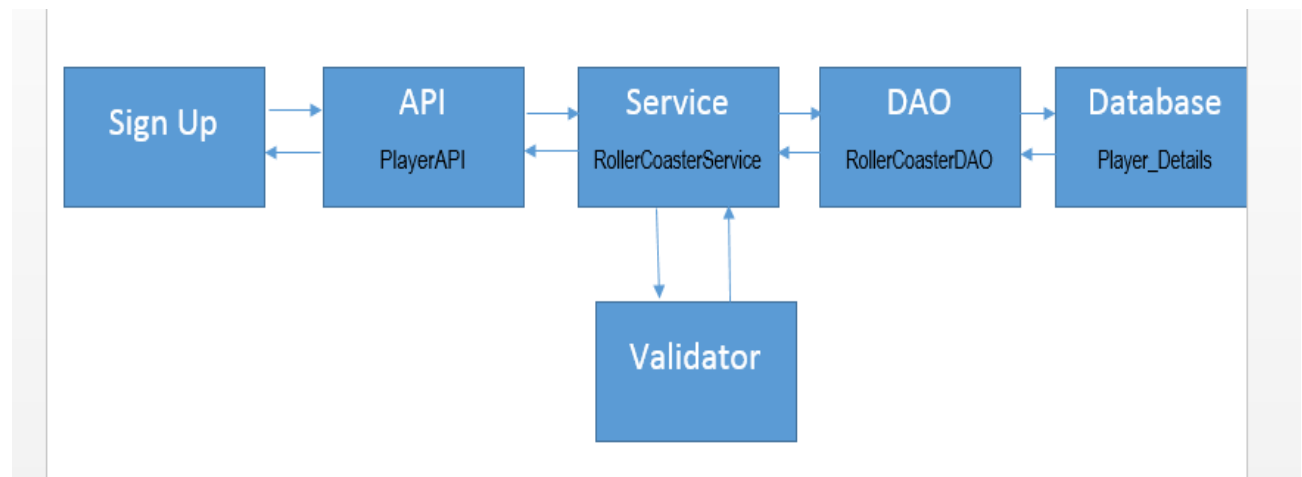 Sign Up
API
PlayerAPI
Service
RollerCoasterService
DAO
RollerCoasterDAO
Database
Player_Details
Validator